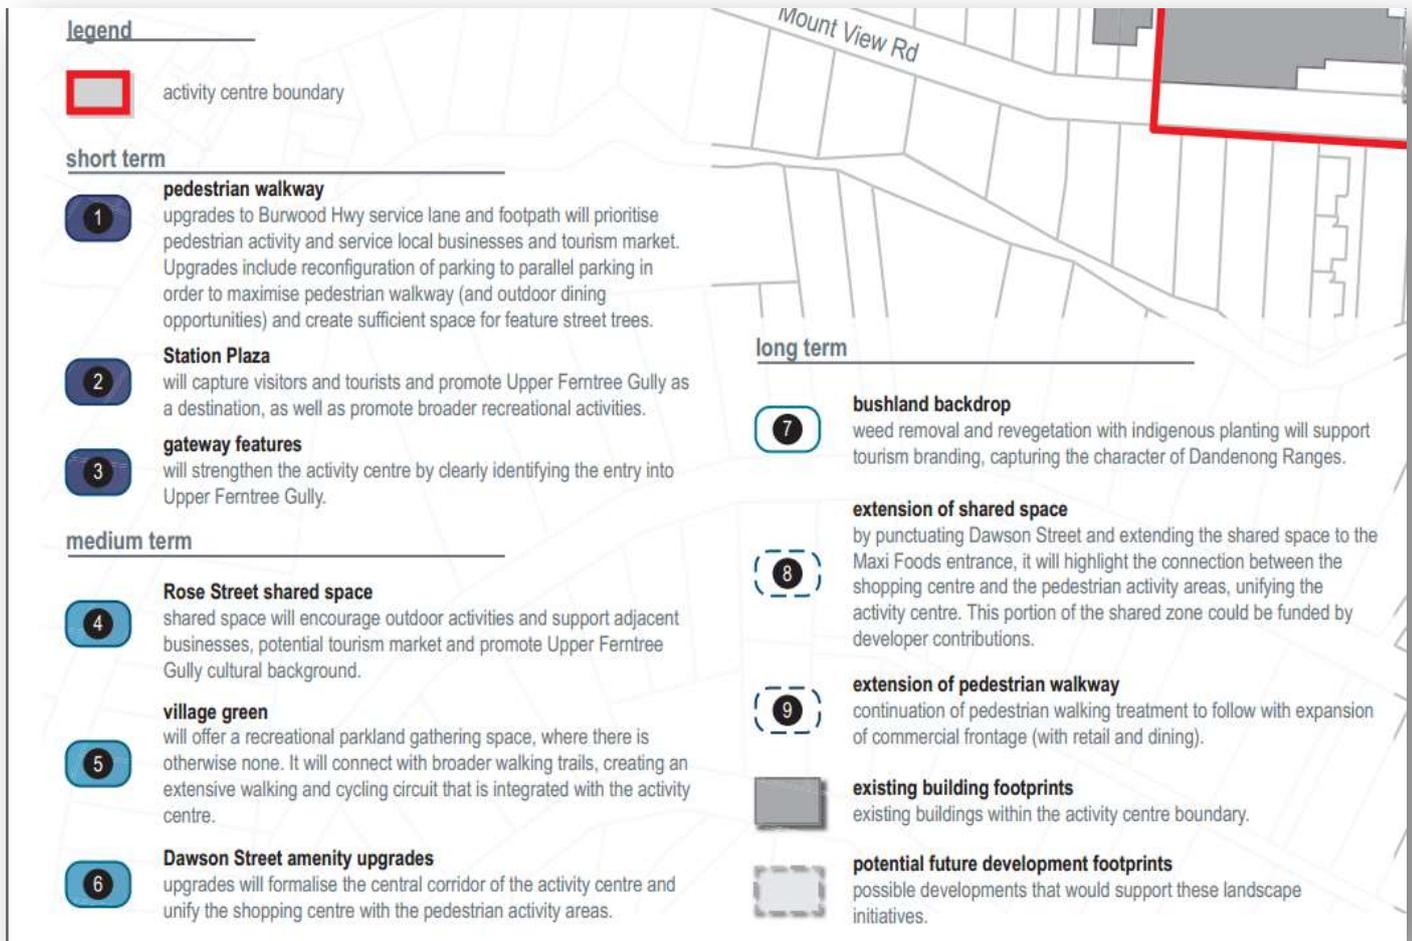 legend
activity centre boundary
short term
1
pedestrian walkway
upgrades to Burwood Hwy service lane and footpath will prioritise
pedestrian activity and service local businesses and tourism market.
Upgrades include reconfiguration of parking to parallel parking in
order to maximise pedestrian walkway (and outdoor dining
opportunities) and create sufficient space for feature street trees.
2
Station Plaza
will capture visitors and tourists and promote Upper Ferntree Gully as
a destination, as well as promote broader recreational activities.
3
gateway features
will strengthen the activity centre by clearly identifying the entry into
Upper Ferntree Gully.
medium term
4
Rose Street shared space
shared space will encourage outdoor activities and support adjacent
businesses, potential tourism market and promote Upper Ferntree
Gully cultural background.
5
village green
will offer a recreational parkland gathering space, where there is
otherwise none. It will connect with broader walking trails, creating an
extensive walking and cycling circuit that is integrated with the activity
centre.
6
Dawson Street amenity upgrades
upgrades will formalise the central corridor of the activity centre and
unify the shopping centre with the pedestrian activity areas.
Mount View Rd
long term
7
bushland backdrop
weed removal and revegetation with indigenous planting will support
tourism branding, capturing the character of Dandenong Ranges.
8
extension of shared space
by punctuating Dawson Street and extending the shared space to the
Maxi Foods entrance, it will highlight the connection between the
shopping centre and the pedestrian activity areas, unifying the
activity centre. This portion of the shared zone could be funded by
developer contributions.
9
extension of pedestrian walkway
continuation of pedestrian walking treatment to follow with expansion
of commercial frontage (with retail and dining).
existing building footprints
existing buildings within the activity centre boundary.
potential future development footprints
possible developments that would support these landscape
initiatives.